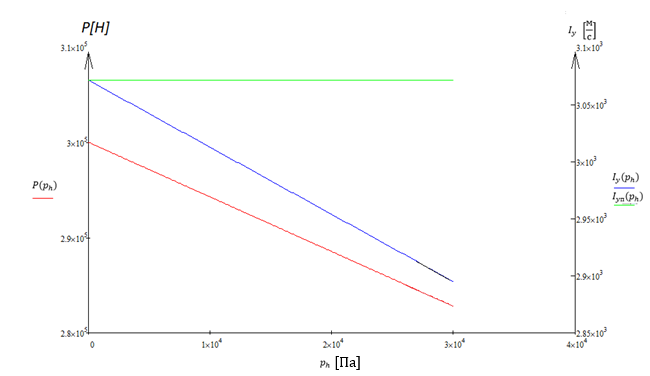 P[H]
I_y [м/с]
3.1×10⁵
3.1×10³
3.05×10³
3×10⁵
3×10³
P(p_h)
I_y(p_h)
I_yп(p_h)
2.95×10³
2.9×10⁵
2.9×10³
2.8×10⁵
2.85×10³
0 1×10⁴ 2×10⁴ 3×10⁴ 4×10⁴
p_h [Па]